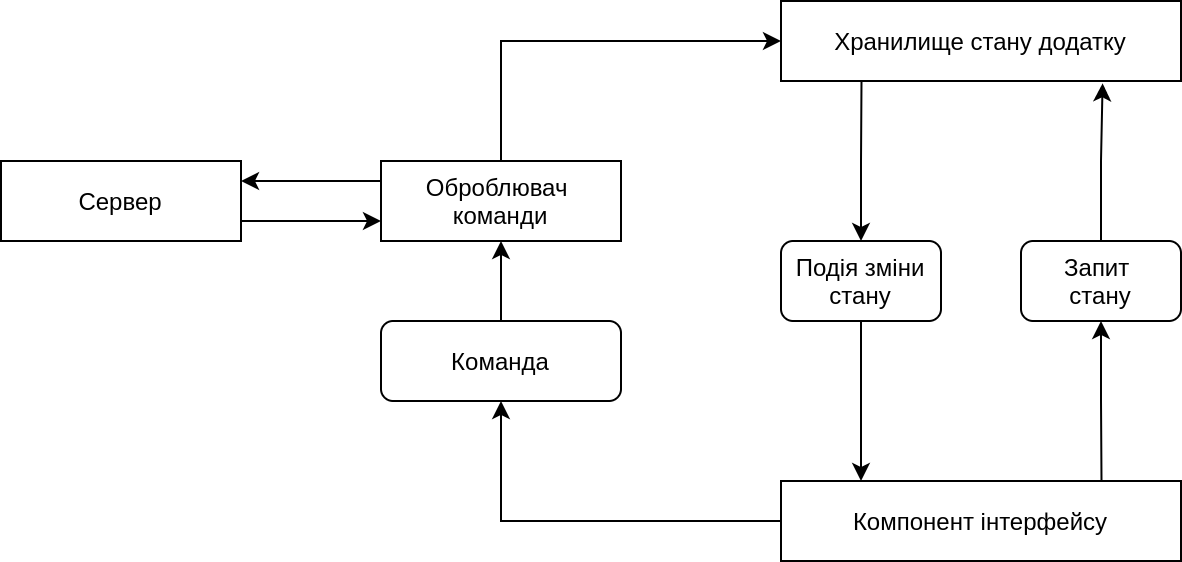 Хранилище стану додатку
Сервер
Оброблювач
команди
Подія зміни
стану
Запит
стану
Команда
Компонент інтерфейсу